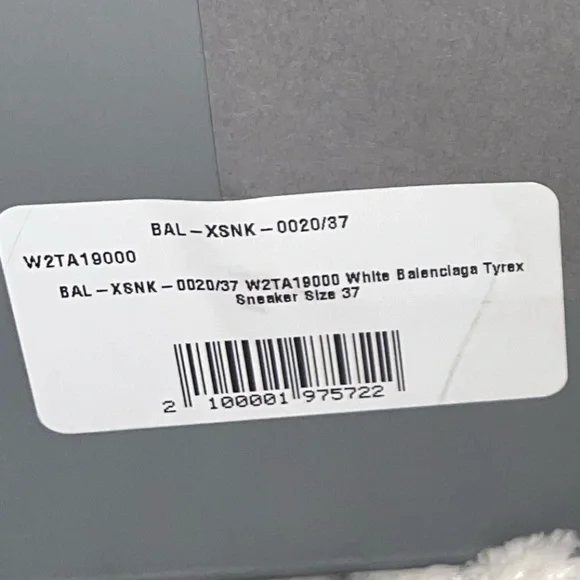 BAL-XSNK-0020/37
W2TA19000
BAL-XSNK-0020/37 W2TA19000 White Balenciaga Tyrex
Sneaker Size 37
2 100001 975722